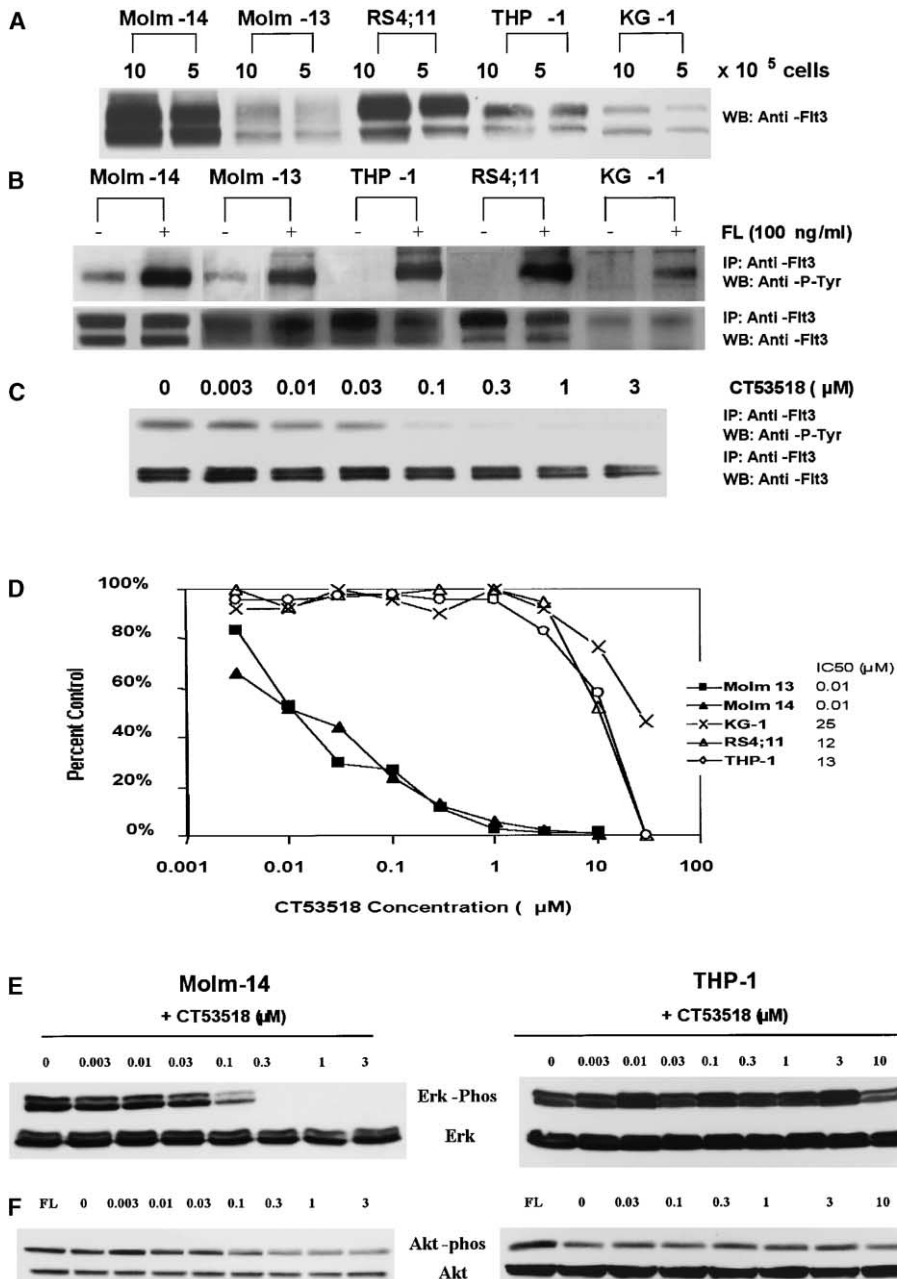 A
Molm -14 Molm -13 RS4;11 THP -1 KG -1
10 5 10 5 10 5 10 5 10 5 x 10 5 cells
WB: Anti -Flt3
B
Molm -14 Molm -13 THP -1 RS4;11 KG -1
- + - + - + - + - + FL (100 ng/ml)
IP: Anti -Flt3
WB: Anti -P-Tyr
IP: Anti -Flt3
WB: Anti -Flt3
C
0 0.003 0.01 0.03 0.1 0.3 1 3 CT53518 ( µM)
IP: Anti -Flt3
WB: Anti -P-Tyr
IP: Anti -Flt3
WB: Anti -Flt3
D
Percent Control
100%
80%
60%
40%
20%
0%
0.001 0.01 0.1 1 10 100
CT53518 Concentration ( µM)
IC50 (µM)
Molm 13 0.01
Molm 14 0.01
KG-1 25
RS4;11 12
THP-1 13
E
Molm-14
+ CT53518 (µM)
0 0.003 0.01 0.03 0.1 0.3 1 3
THP-1
+ CT53518 (µM)
0 0.003 0.01 0.03 0.1 0.3 1 3 10
Erk -Phos
Erk
F
FL 0 0.003 0.01 0.03 0.1 0.3 1 3
FL 0 0.03 0.1 0.3 1 3 10
Akt -phos
Akt